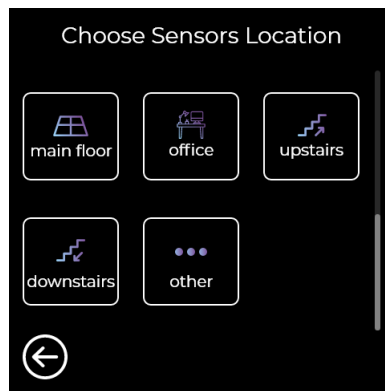 Choose Sensors Location
main floor
office
upstairs
downstairs
other